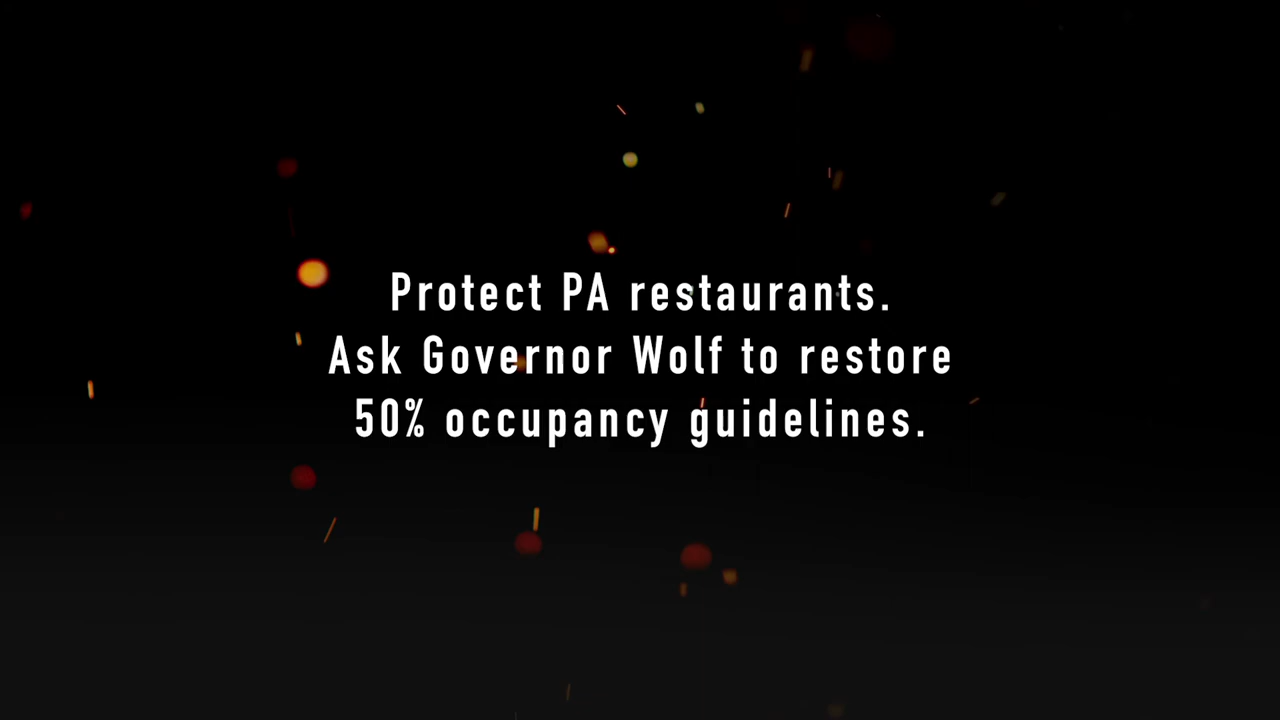 Protect PA restaurants.
Ask Governor Wolf to restore
50% occupancy guidelines.